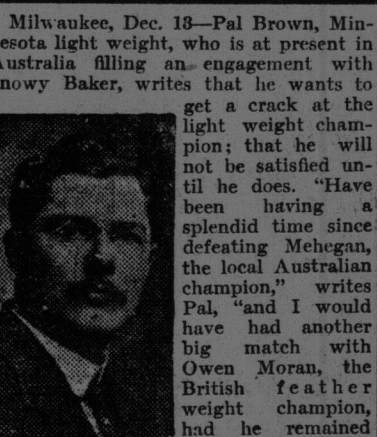 Milwaukee, Dec. 13—Pal Brown, Min-
esota light weight, who is at present in
Australia filling an engagement with
nowy Baker, writes that he wants to
get a crack at the
light weight cham-
pion; that he will
not be satisfied un-
til he does. "Have
been having a
splendid time since
defeating Mehegan,
the local Australian
champion," writes
Pal, "and I would
have had another
big match with
Owen Moran, the
British feather
weight champion,
had he remained